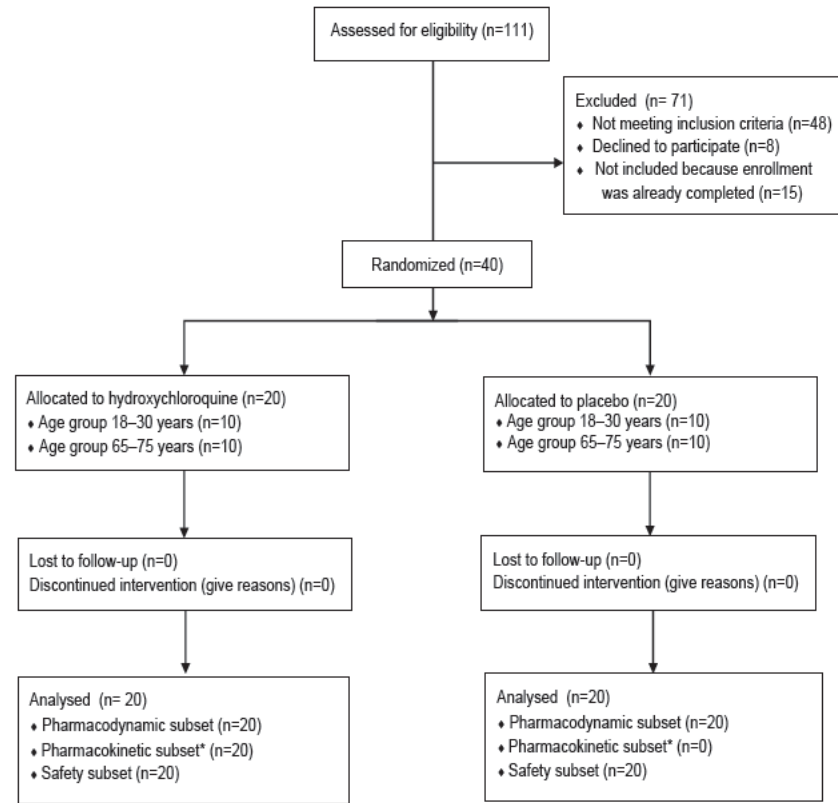 Assessed for eligibility (n=111)
Excluded (n= 71)
♦ Not meeting inclusion criteria (n=48)
♦ Declined to participate (n=8)
♦ Not included because enrollment
was already completed (n=15)
Randomized (n=40)
Allocated to hydroxychloroquine (n=20)
♦ Age group 18–30 years (n=10)
♦ Age group 65–75 years (n=10)
Allocated to placebo (n=20)
♦ Age group 18–30 years (n=10)
♦ Age group 65–75 years (n=10)
Lost to follow-up (n=0)
Discontinued intervention (give reasons) (n=0)
Lost to follow-up (n=0)
Discontinued intervention (give reasons) (n=0)
Analysed (n= 20)
♦ Pharmacodynamic subset (n=20)
♦ Pharmacokinetic subset* (n=20)
♦ Safety subset (n=20)
Analysed (n=20)
♦ Pharmacodynamic subset (n=20)
♦ Pharmacokinetic subset* (n=0)
♦ Safety subset (n=20)